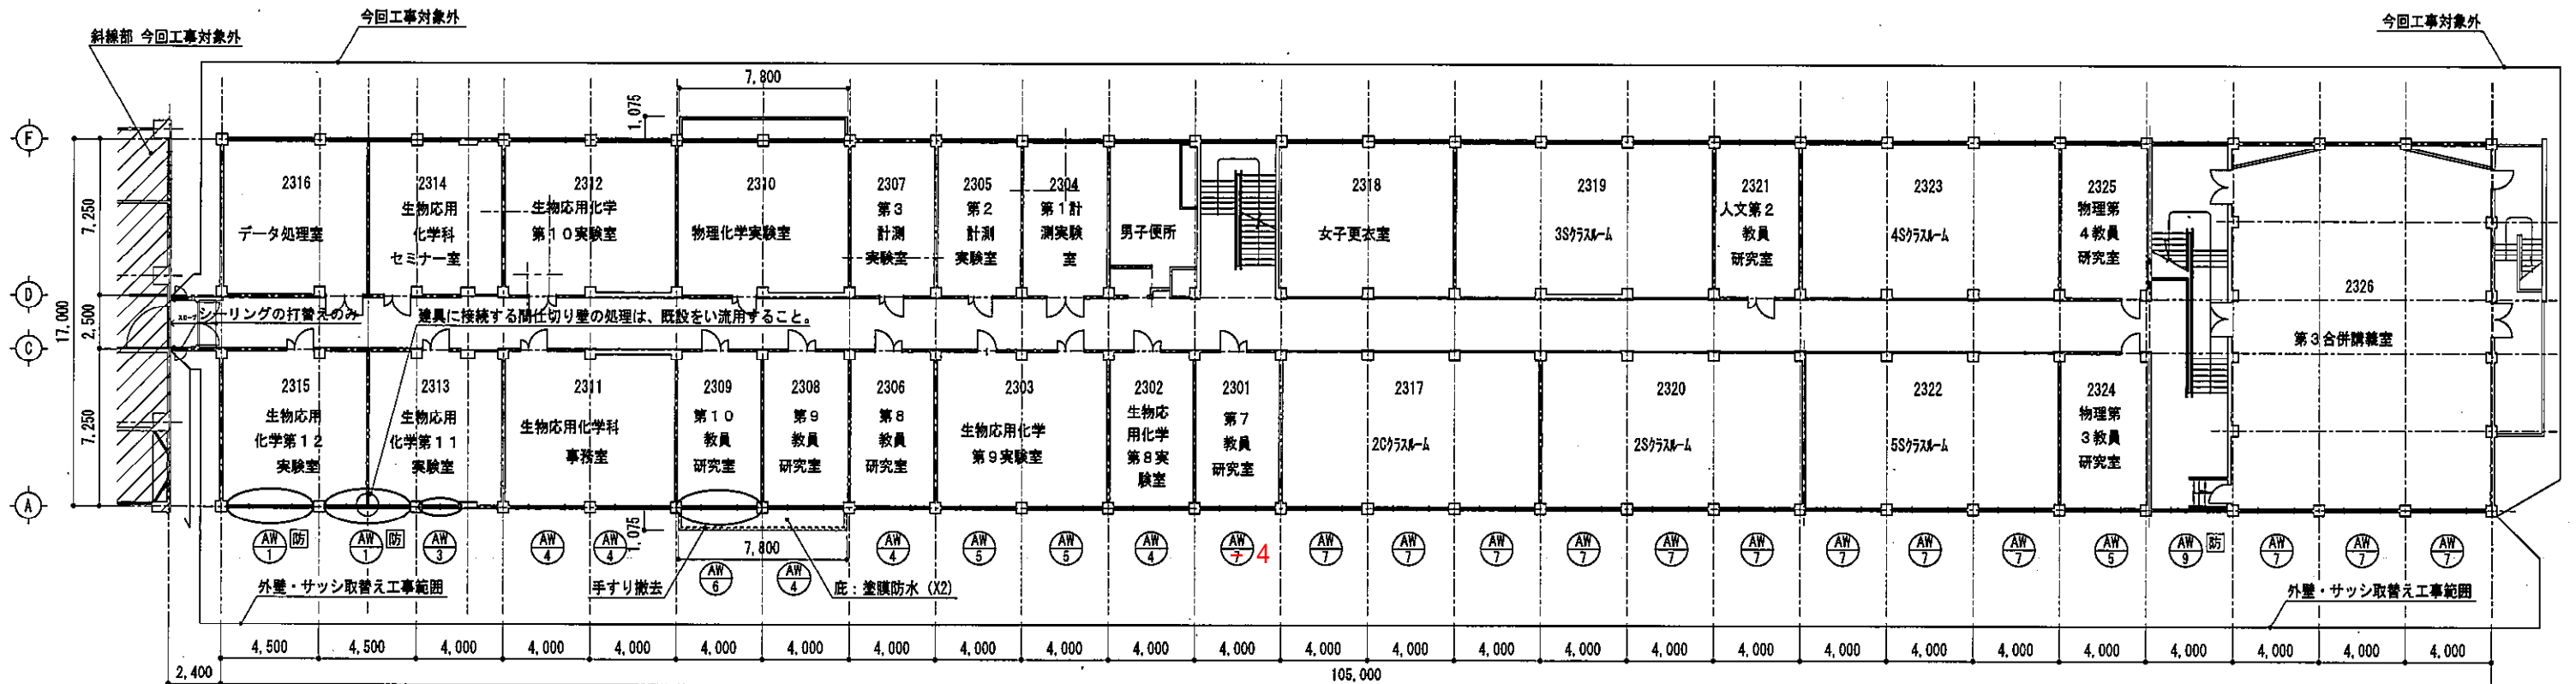 今回工事対象外
今回工事対象外
斜線部 今回工事対象外
7,800
1,075
F
D
C
A
17,000
7,250
2,500
7,250
2316
データ処理室
2314
生物応用
化学科
セミナー室
2312
生物応用化学
第10実験室
2310
物理化学実験室
2307
第3
計測
実験室
2305
第2
計測
実験室
2304
第1計
測実験
室
男子便所
2318
女子更衣室
2319
3Sクラスルーム
2321
人文第2
教員
研究室
2323
4Sクラスルーム
2325
物理第
4教員
研究室
2326
第3合併講義室
スロープ
シーリングの打替えのみ
建具に接続する間仕切り壁の処理は、既設をい流用すること。
2315
生物応用
化学第12
実験室
2313
生物応用
化学第11
実験室
2311
生物応用化学科
事務室
2309
第10
教員
研究室
2308
第9
教員
研究室
2306
第8
教員
研究室
2303
生物応用化学
第9実験室
2302
生物応
用化学
第8実
験室
2301
第7
教員
研究室
2317
2Cクラスルーム
2320
2Sクラスルーム
2322
5Sクラスルーム
2324
物理第
3教員
研究室
AW 1 防
AW 1 防
AW 3
AW 4
AW 4
1,075
7,800
AW 6
AW 4
AW 4
AW 5
AW 5
AW 4
AW 7 4
AW 7
AW 7
AW 7
AW 7
AW 7
AW 7
AW 7
AW 7
AW 7
AW 5
AW 9 防
AW 7
AW 7
AW 7
外壁・サッシ取替え工事範囲
手すり撤去
庇:塗膜防水 (X2)
外壁・サッシ取替え工事範囲
4,500 4,500 4,000 4,000 4,000 4,000 4,000 4,000 4,000 4,000 4,000 4,000 4,000 4,000 4,000 4,000 4,000 4,000 4,000 4,000 4,000 4,000 4,000 4,000 4,000 4,000
2,400
105,000